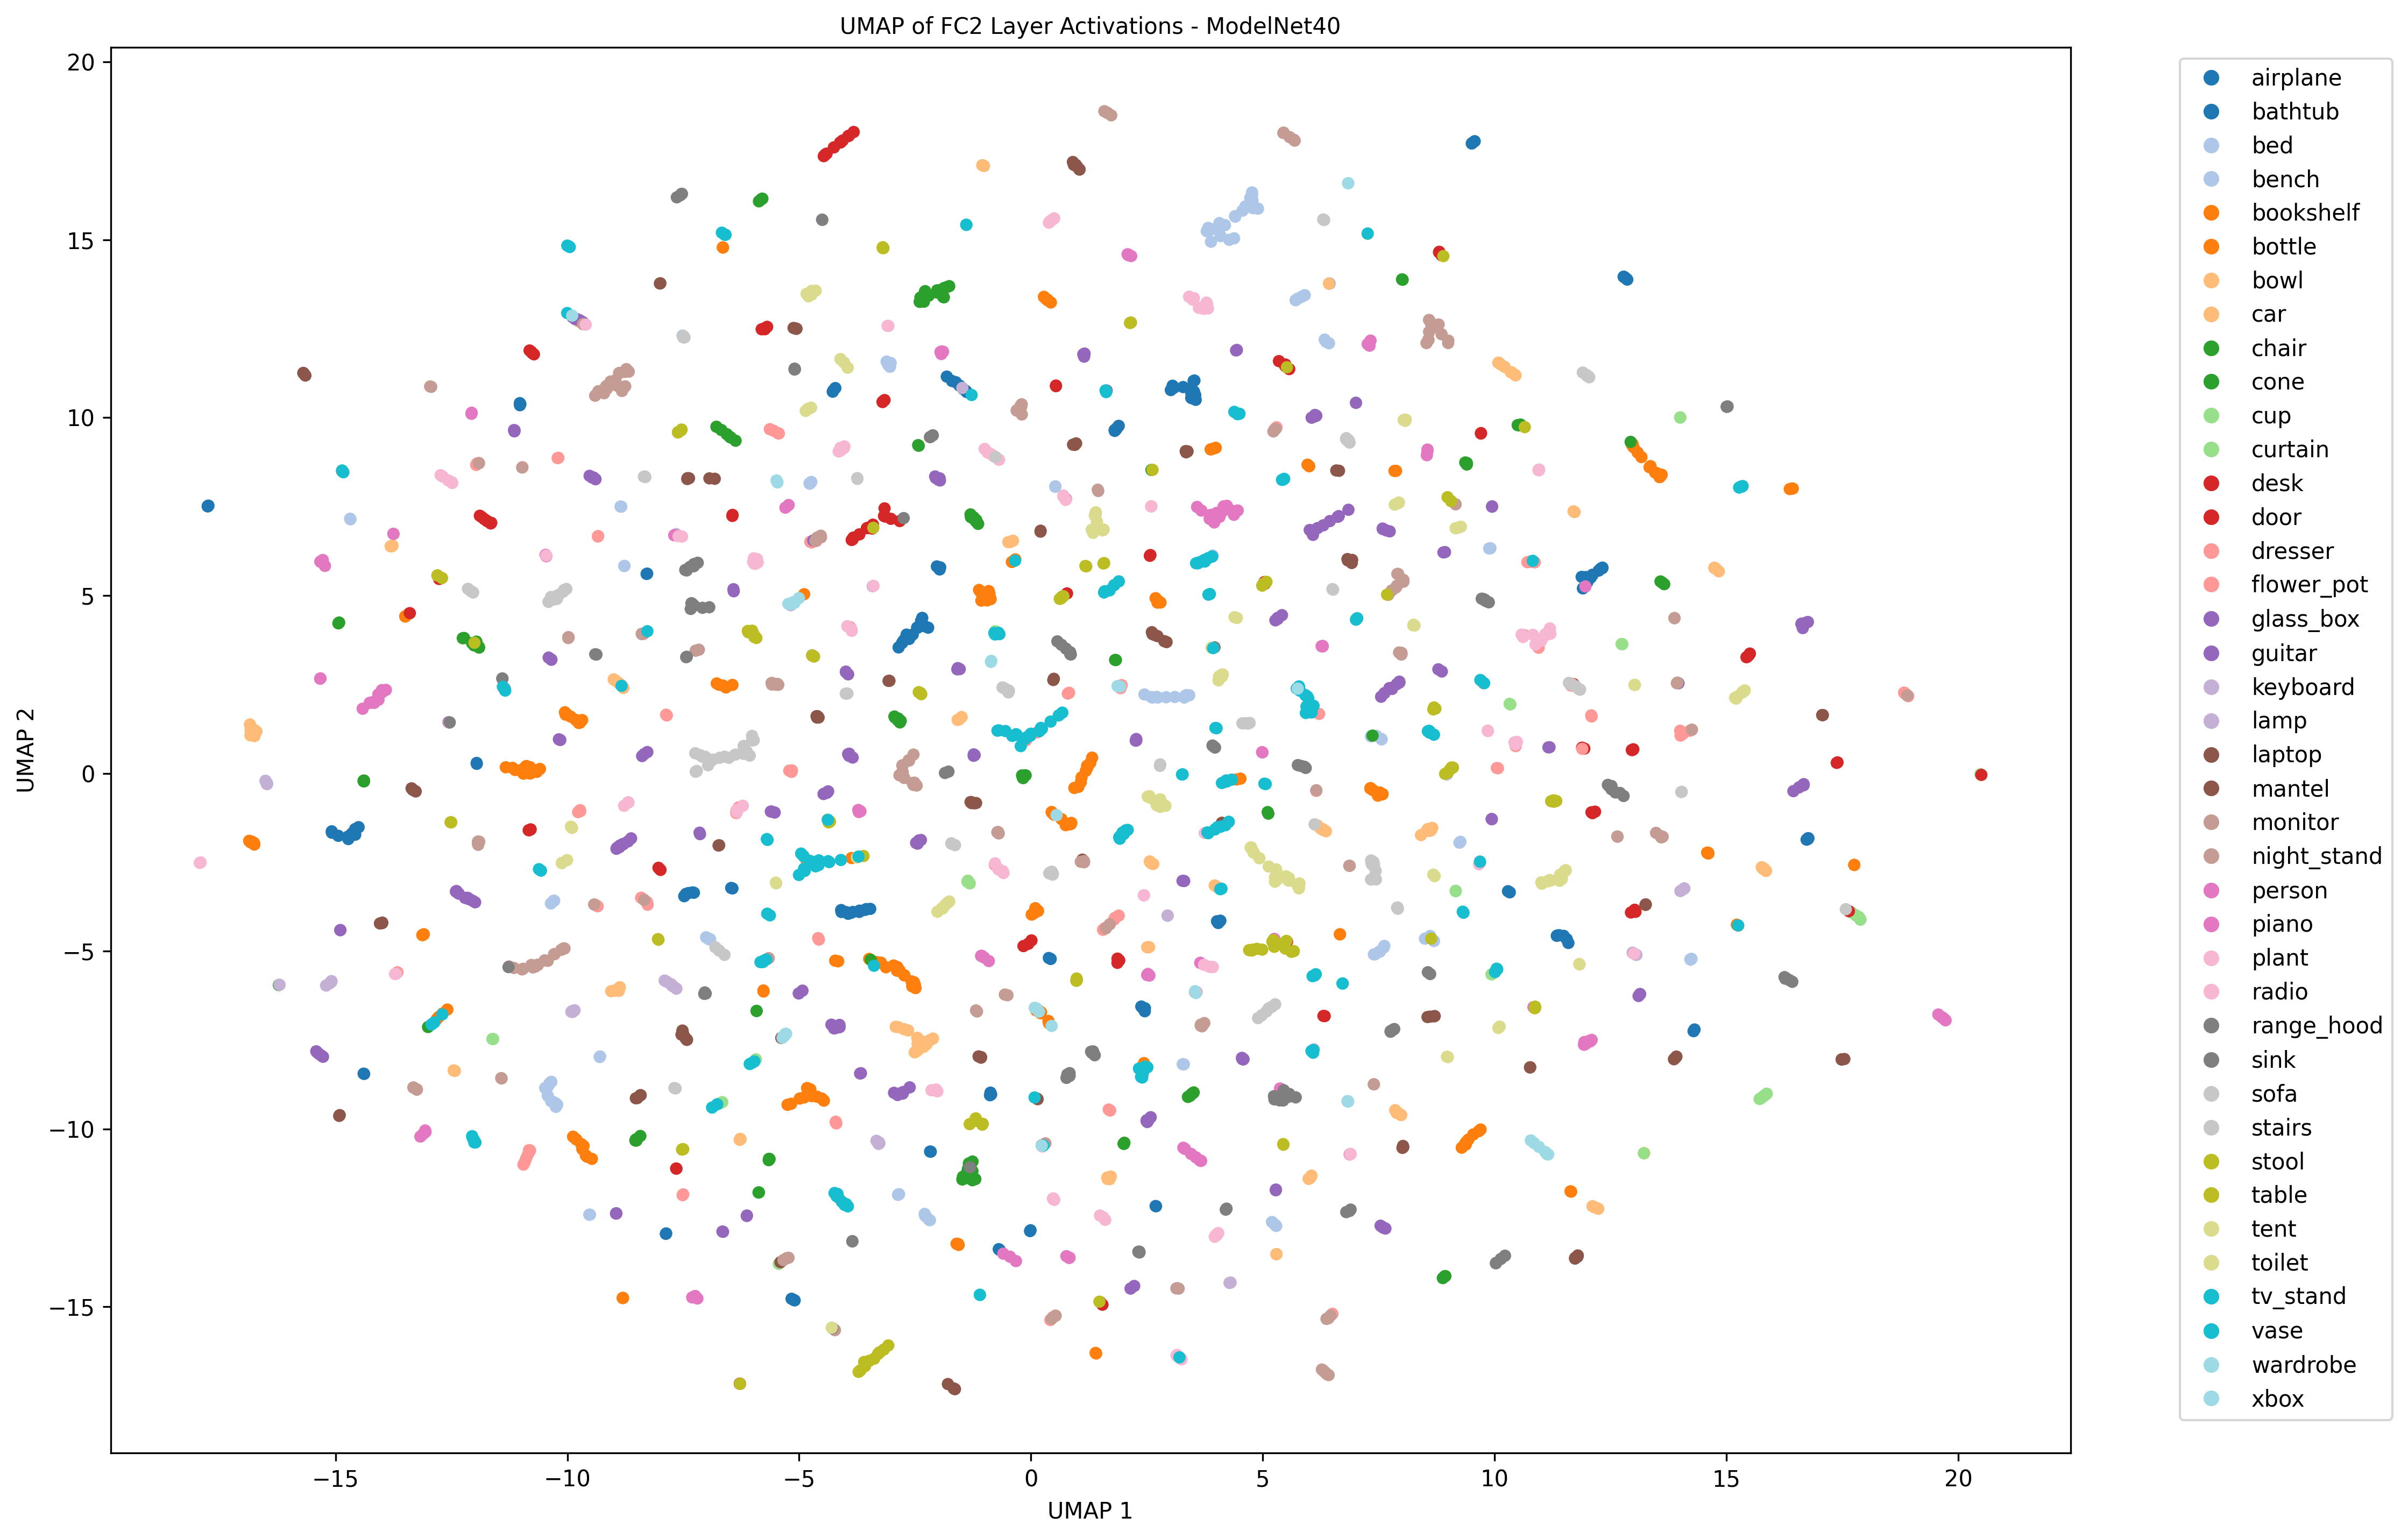 UMAP of FC2 Layer Activations - ModelNet40
20
15
10
5
0
−5
−10
−15
UMAP 2
−15
−10
−5
0
5
10
15
20
UMAP 1
airplane
bathtub
bed
bench
bookshelf
bottle
bowl
car
chair
cone
cup
curtain
desk
door
dresser
flower_pot
glass_box
guitar
keyboard
lamp
laptop
mantel
monitor
night_stand
person
piano
plant
radio
range_hood
sink
sofa
stairs
stool
table
tent
toilet
tv_stand
vase
wardrobe
xbox